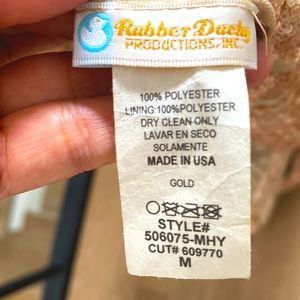 Rubber Ducky
PRODUCTIONS, INC.
100% POLYESTER
LINING:100%POLYESTER
DRY CLEAN ONLY
LAVAR EN SECO
SOLAMENTE
MADE IN USA
GOLD
STYLE#
506075-MHY
CUT# 609770
M